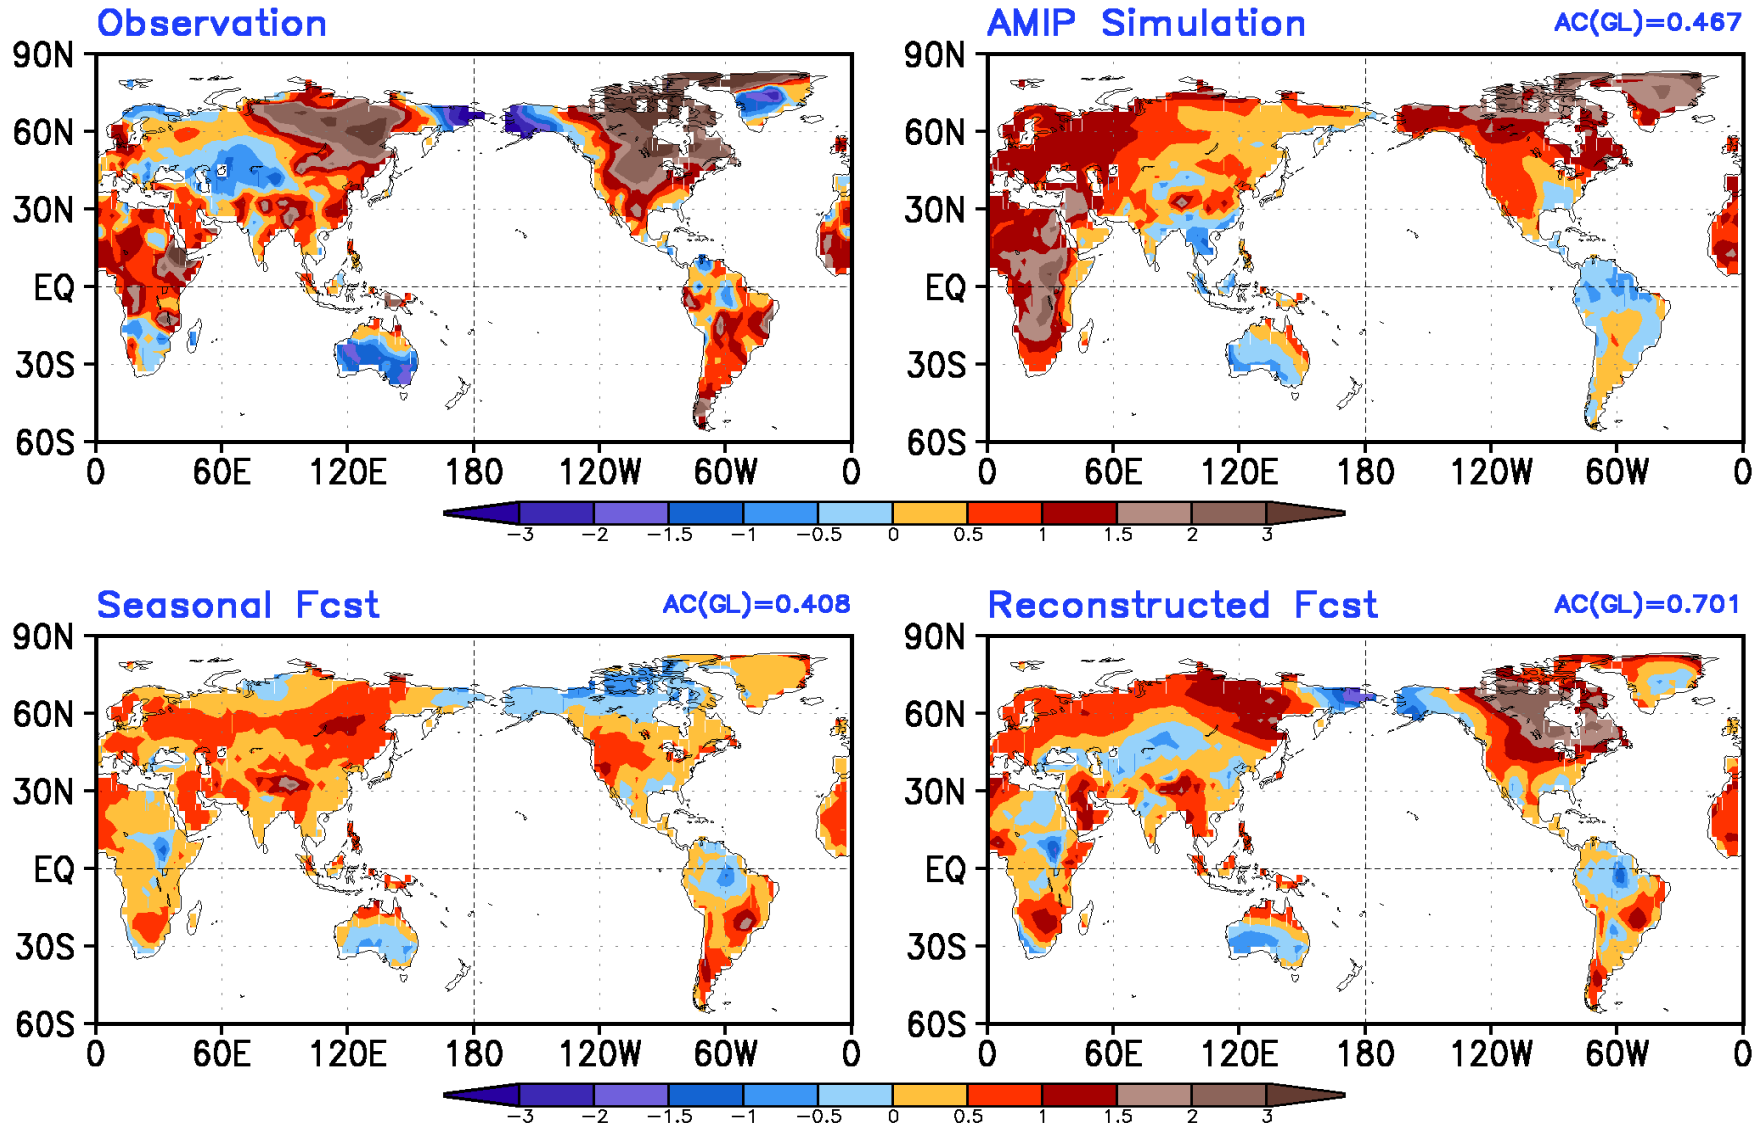 Observation
AMIP Simulation AC(GL)=0.467
90N
60N
30N
EQ
30S
60S
0 60E 120E 180 120W 60W 0
90N
60N
30N
EQ
30S
60S
0 60E 120E 180 120W 60W 0
-3 -2 -1.5 -1 -0.5 0 0.5 1 1.5 2 3
Seasonal Fcst AC(GL)=0.408
Reconstructed Fcst AC(GL)=0.701
90N
60N
30N
EQ
30S
60S
0 60E 120E 180 120W 60W 0
90N
60N
30N
EQ
30S
60S
0 60E 120E 180 120W 60W 0
-3 -2 -1.5 -1 -0.5 0 0.5 1 1.5 2 3